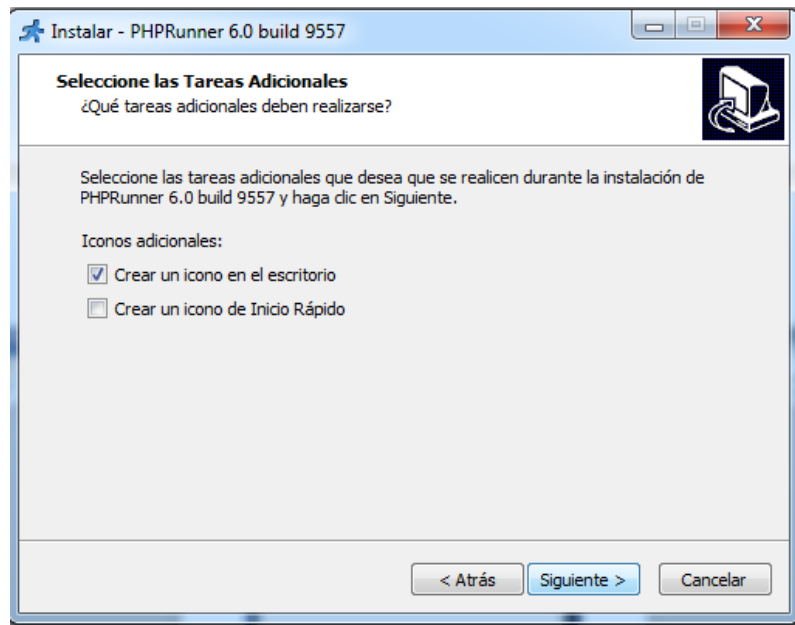 Instalar - PHPRunner 6.0 build 9557
Seleccione las Tareas Adicionales
¿Qué tareas adicionales deben realizarse?
Seleccione las tareas adicionales que desea que se realicen durante la instalación de
PHPRunner 6.0 build 9557 y haga clic en Siguiente.
Iconos adicionales:
Crear un icono en el escritorio
Crear un icono de Inicio Rápido
< Atrás Siguiente > Cancelar